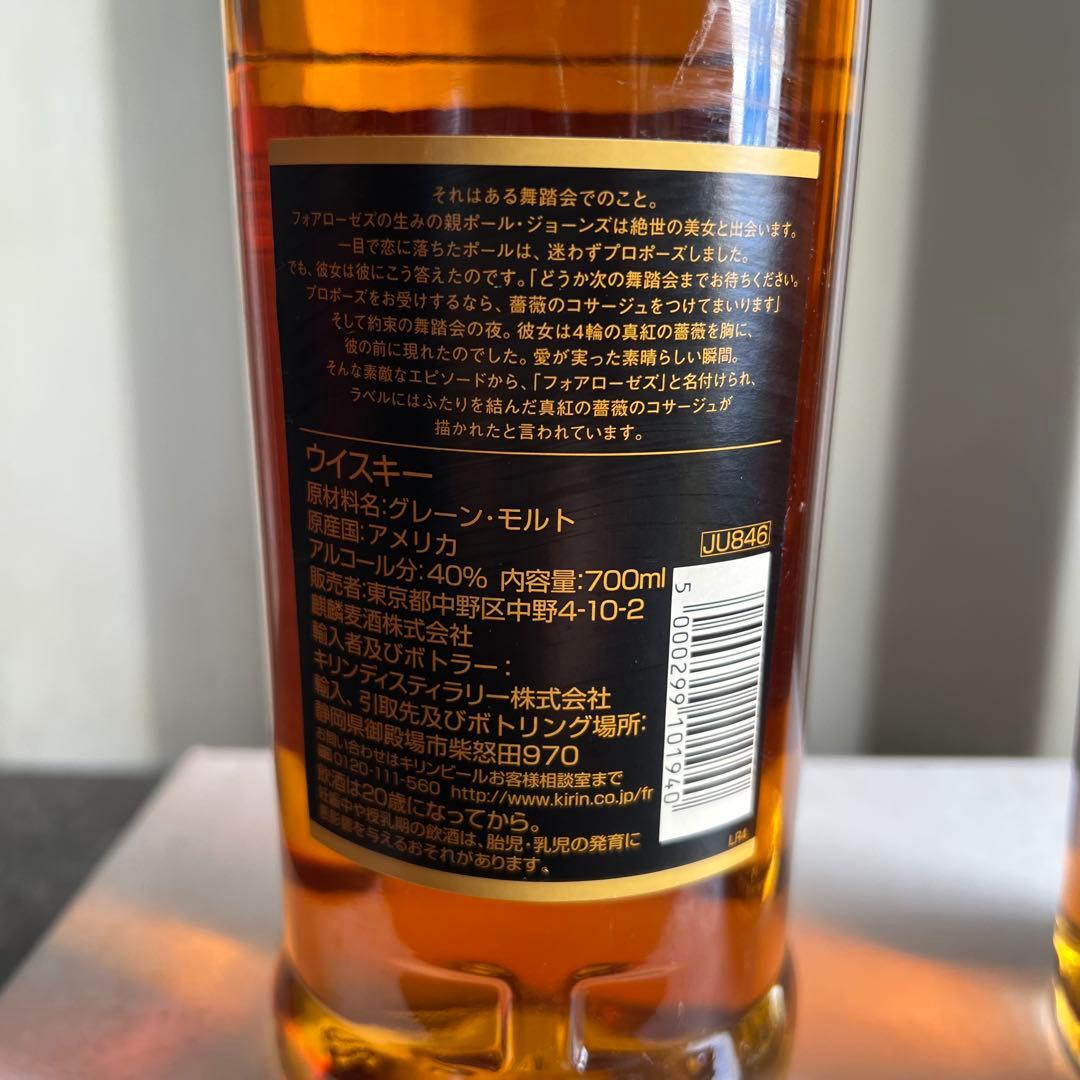 それはある舞踏会でのこと。
フォアローゼズの生みの親ポール・ジョーンズは絶世の美女と出会います。
一目で恋に落ちたポールは、迷わずプロポーズしました。
でも、彼女は彼にこう答えたのです。「どうか次の舞踏会までお待ちください。
プロポーズをお受けするなら、薔薇のコサージュをつけてまいります」
そして約束の舞踏会の夜。彼女は4輪の真紅の薔薇を胸に、
彼の前に現れたのでした。愛が実った素晴らしい瞬間。
そんな素敵なエピソードから、「フォアローゼズ」と名付けられ、
ラベルにはふたりを結んだ真紅の薔薇のコサージュが
描かれたと言われています。
ウイスキー
原材料名:グレーン・モルト
原産国:アメリカ
JU846
アルコール分:40% 内容量:700ml
販売者:東京都中野区中野4-10-2
麒麟麦酒株式会社
輸入者及びボトラー:
キリンディスティラリー株式会社
輸入、引取先及びボトリング場所:
静岡県御殿場市柴怒田970
お問い合わせはキリンビールお客様相談室まで
0120-111-560 http://www.kirin.co.jp/fr
飲酒は20歳になってから。
中や授乳期の飲酒は、胎児・乳児の発育に
影響を与えるおそれがあります。
5 000299 101940
LR4